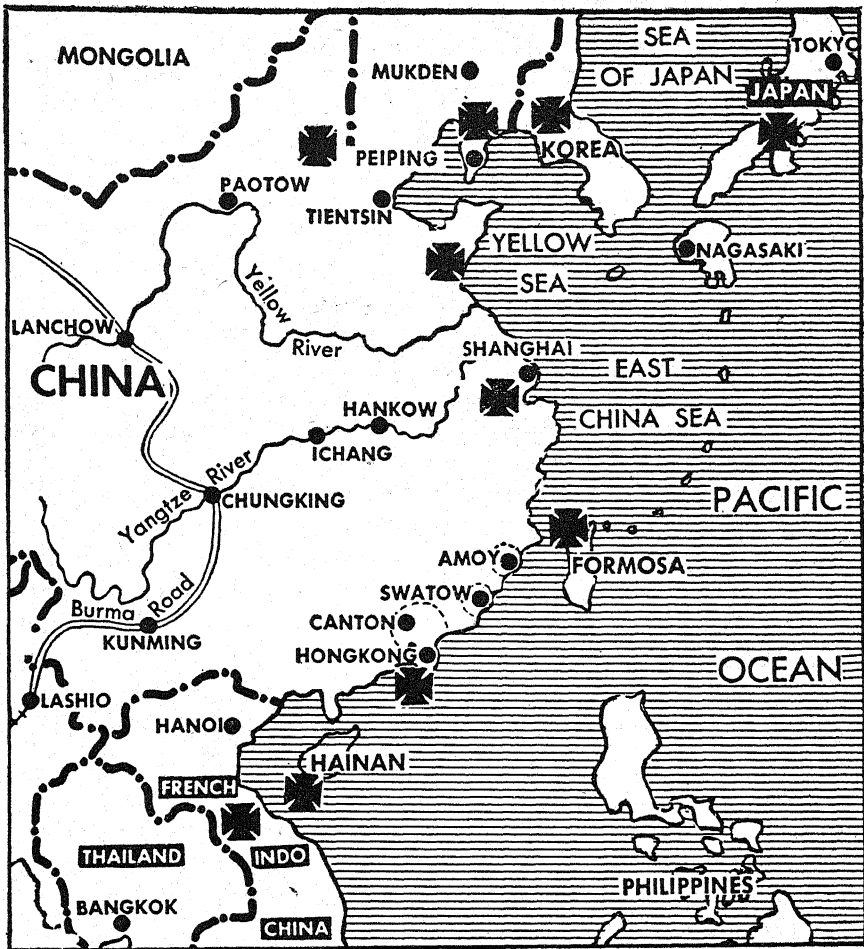 MONGOLIA
SEA
OF JAPAN
TOKYO
MUKDEN
JAPAN
PEIPING
KOREA
PAOTOW
TIENTSIN
YELLOW
SEA
NAGASAKI
Yellow
River
LANCHOW
SHANGHAI
CHINA
EAST
CHINA SEA
HANKOW
ICHANG
Yangtze River
CHUNGKING
PACIFIC
OCEAN
AMOY
FORMOSA
SWATOW
Burma Road
CANTON
KUNMING
HONGKONG
LASHIO
HANOI
HAINAN
FRENCH
INDO
CHINA
THAILAND
BANGKOK
PHILIPPINES